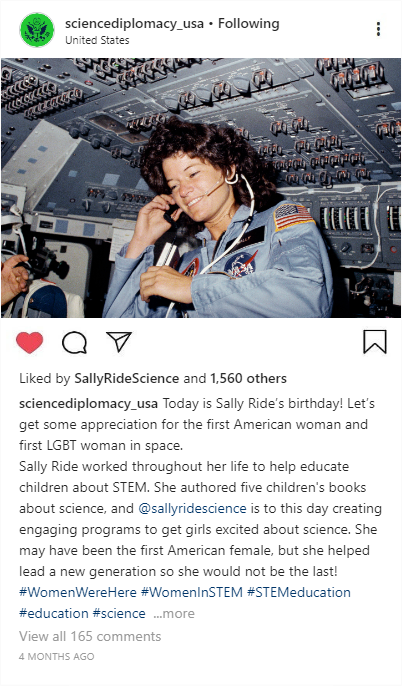 sciencediplomacy_usa • Following
United States
NASA
Liked by SallyRideScience and 1,560 others
sciencediplomacy_usa Today is Sally Ride's birthday! Let's
get some appreciation for the first American woman and
first LGBT woman in space.
Sally Ride worked throughout her life to help educate
children about STEM. She authored five children's books
about science, and @sallyridescience is to this day creating
engaging programs to get girls excited about science. She
may have been the first American female, but she helped
lead a new generation so she would not be the last!
#WomenWereHere #WomenInSTEM #STEMeducation
#education #science ...more
View all 165 comments
4 MONTHS AGO